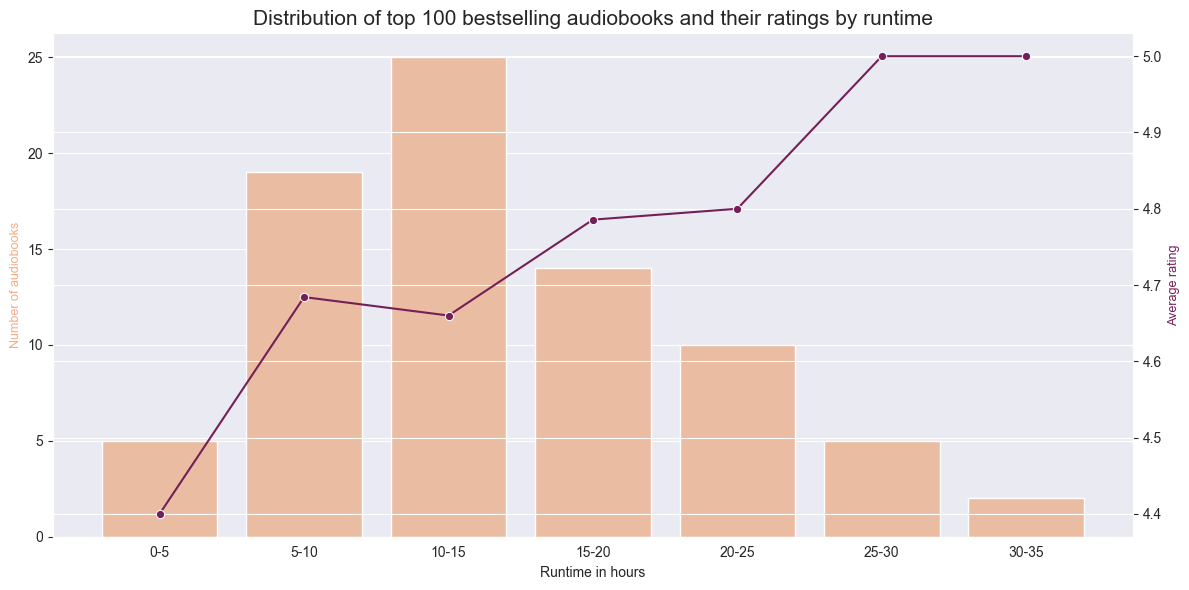 Distribution of top 100 bestselling audiobooks and their ratings by runtime
Number of audiobooks
25
20
15
10
5
0
5.0
4.9
4.8
4.7
4.6
4.5
4.4
Average rating
0-5 5-10 10-15 15-20 20-25 25-30 30-35
Runtime in hours